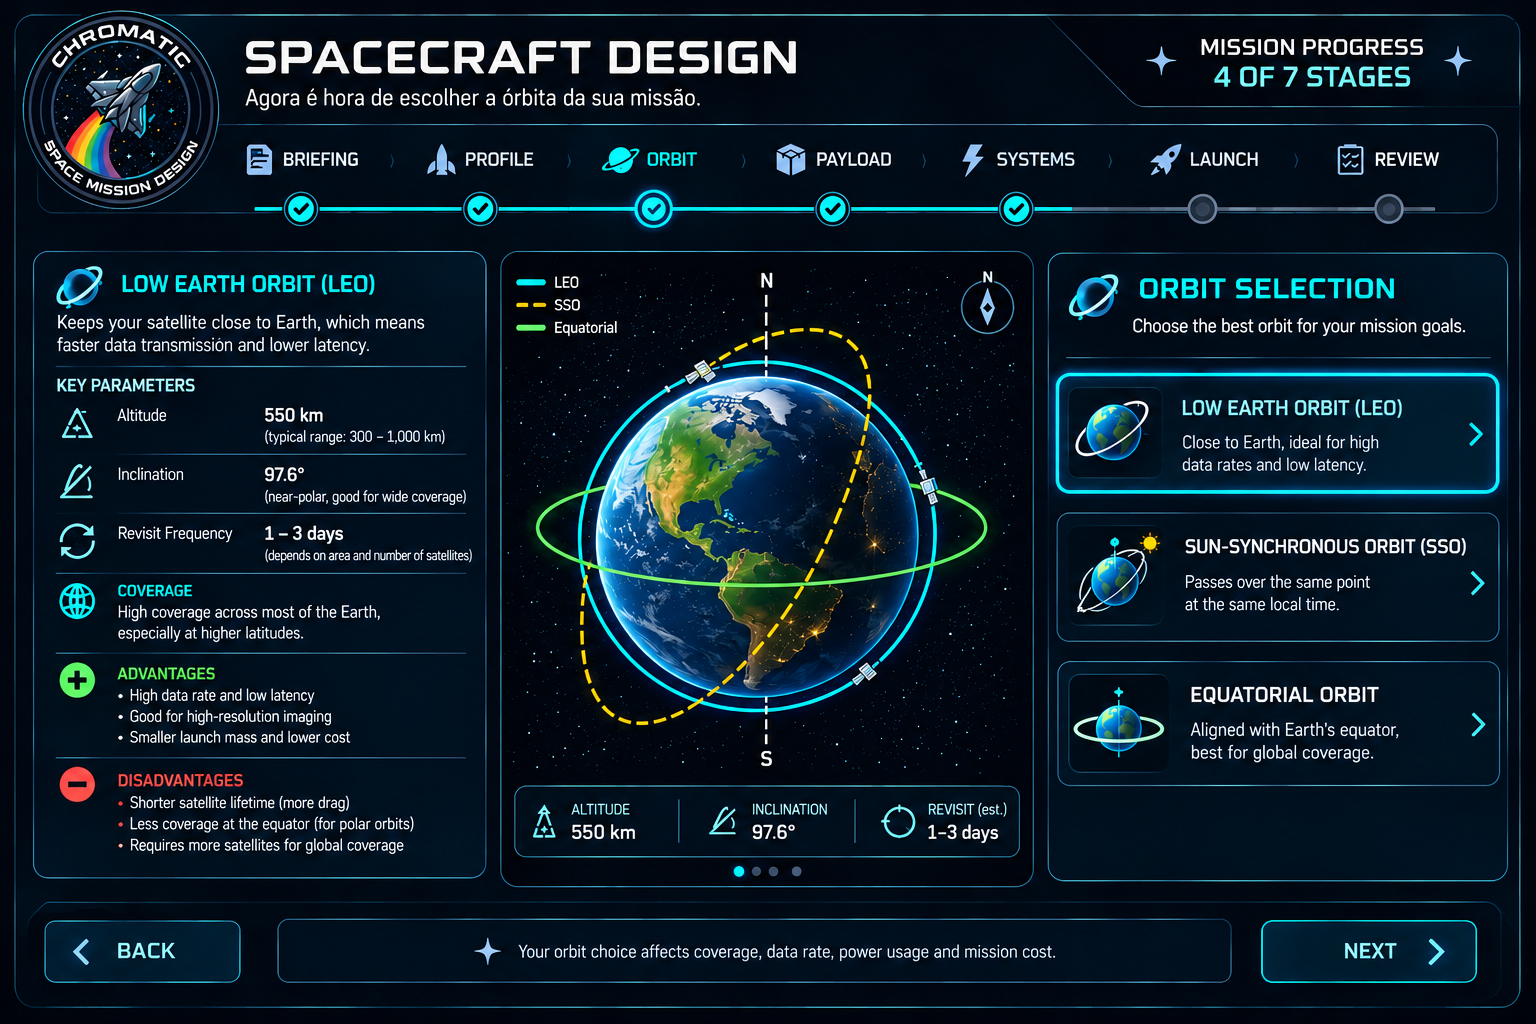 CHROMATIC
SPACE MISSION DESIGN
SPACECRAFT DESIGN
Agora é hora de escolher a órbita da sua missão.
MISSION PROGRESS
4 OF 7 STAGES
BRIEFING
PROFILE
ORBIT
PAYLOAD
SYSTEMS
LAUNCH
REVIEW
LOW EARTH ORBIT (LEO)
Keeps your satellite close to Earth, which means
faster data transmission and lower latency.
KEY PARAMETERS
Altitude
550 km
(typical range: 300 – 1,000 km)
Inclination
97.6°
(near-polar, good for wide coverage)
Revisit Frequency
1 – 3 days
(depends on area and number of satellites)
COVERAGE
High coverage across most of the Earth,
especially at higher latitudes.
ADVANTAGES
• High data rate and low latency
• Good for high-resolution imaging
• Smaller launch mass and lower cost
DISADVANTAGES
• Shorter satellite lifetime (more drag)
• Less coverage at the equator (for polar orbits)
• Requires more satellites for global coverage
LEO
SSO
Equatorial
N
N
S
ALTITUDE
550 km
INCLINATION
97.6°
REVISIT (est.)
1–3 days
ORBIT SELECTION
Choose the best orbit for your mission goals.
LOW EARTH ORBIT (LEO)
Close to Earth, ideal for high
data rates and low latency.
SUN-SYNCHRONOUS ORBIT (SSO)
Passes over the same point
at the same local time.
EQUATORIAL ORBIT
Aligned with Earth's equator,
best for global coverage.
BACK
Your orbit choice affects coverage, data rate, power usage and mission cost.
NEXT